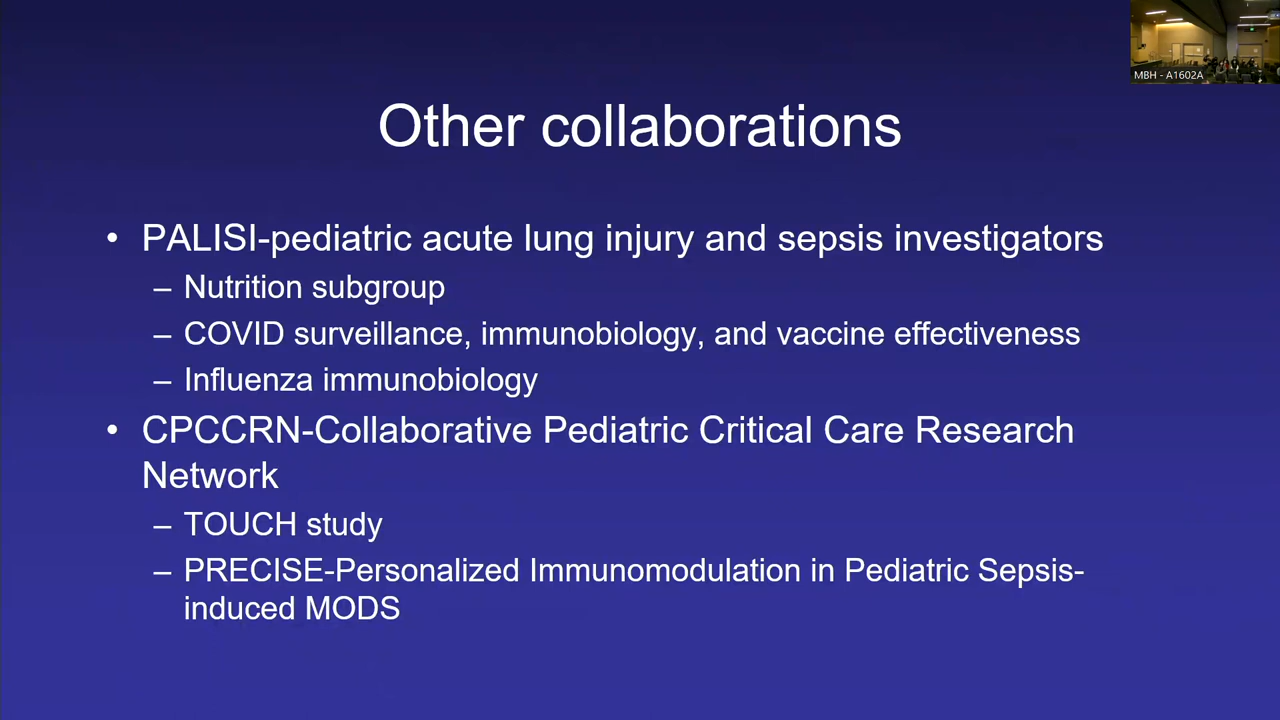 MBH - A1602A
Other collaborations
• PALISI-pediatric acute lung injury and sepsis investigators
– Nutrition subgroup
– COVID surveillance, immunobiology, and vaccine effectiveness
– Influenza immunobiology
• CPCCRN-Collaborative Pediatric Critical Care Research
Network
– TOUCH study
– PRECISE-Personalized Immunomodulation in Pediatric Sepsis-
induced MODS